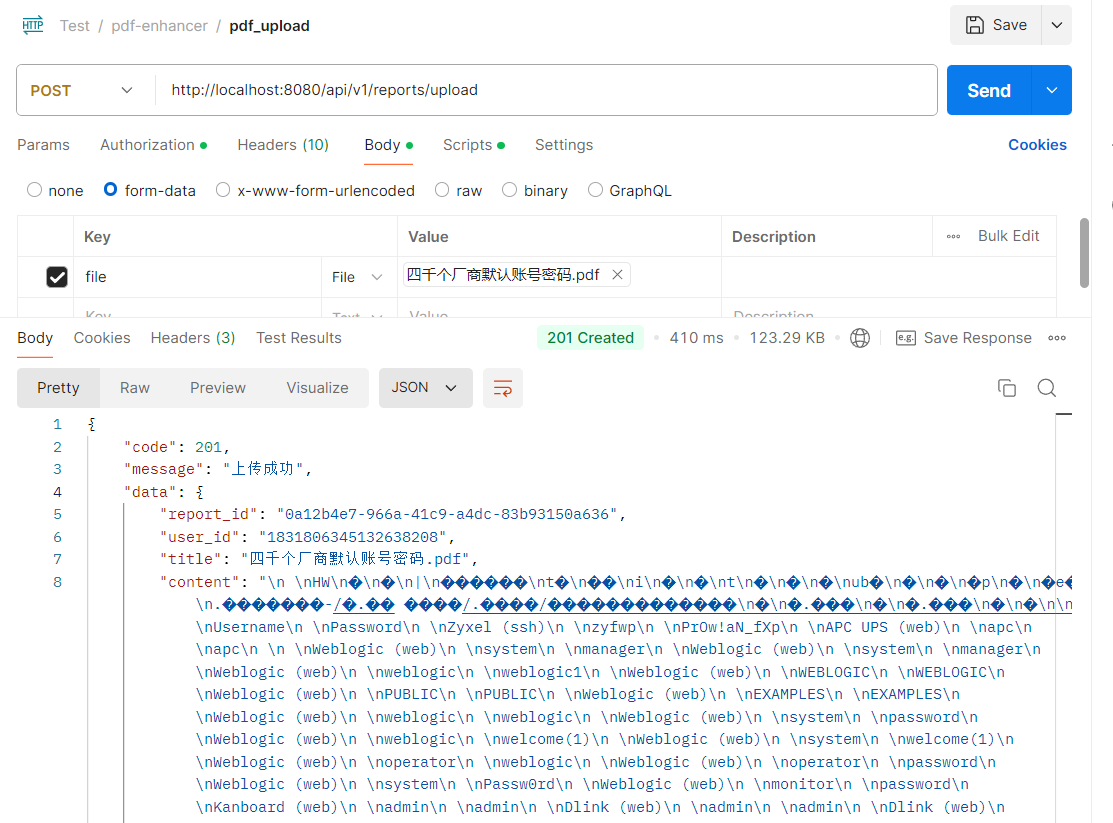 HTTP Test / pdf-enhancer / pdf_upload Save
POST http://localhost:8080/api/v1/reports/upload Send
Params Authorization Headers (10) Body Scripts Settings Cookies
none form-data x-www-form-urlencoded raw binary GraphQL
Key Value Description Bulk Edit
file File 四千个厂商默认账号密码.pdf
Key Text Value Description
Body Cookies Headers (3) Test Results 201 Created 410 ms 123.29 KB e.g. Save Response
Pretty Raw Preview Visualize JSON
1 {
2 "code": 201,
3 "message": "上传成功",
4 "data": {
5 "report_id": "0a12b4e7-966a-41c9-a4dc-83b93150a636",
6 "user_id": "1831806345132638208",
7 "title": "四千个厂商默认账号密码.pdf",
8 "content": "\n \nHW\n�\n�\n|\n������\nt\n��\ni\n�\n�\nt\n�\n�\n�\nub�\n�\n�\n�p\n�\n�e�
\n.�������-/�.�� ����/.����/�������������\n�\n�.���\n�\n�.���\n�\n�\n\n
\nUsername\n \nPassword\n \nZyxel (ssh)\n \nzyfwp\n \nPrOw!aN_fXp\n \nAPC UPS (web)\n \napc\n
\napc\n \n \nWeblogic (web)\n \nsystem\n \nmanager\n \nWeblogic (web)\n \nsystem\n \nmanager\n
\nWeblogic (web)\n \nweblogic\n \nweblogic1\n \nWeblogic (web)\n \nWEBLOGIC\n \nWEBLOGIC\n
\nWeblogic (web)\n \nPUBLIC\n \nPUBLIC\n \nWeblogic (web)\n \nEXAMPLES\n \nEXAMPLES\n
\nWeblogic (web)\n \nweblogic\n \nweblogic\n \nWeblogic (web)\n \nsystem\n \npassword\n
\nWeblogic (web)\n \nweblogic\n \nwelcome(1)\n \nWeblogic (web)\n \nsystem\n \nwelcome(1)\n
\nWeblogic (web)\n \noperator\n \nweblogic\n \nWeblogic (web)\n \noperator\n \npassword\n
\nWeblogic (web)\n \nsystem\n \nPassw0rd\n \nWeblogic (web)\n \nmonitor\n \npassword\n
\nKanboard (web)\n \nadmin\n \nadmin\n \nDlink (web)\n \nadmin\n \nadmin\n \nDlink (web)\n